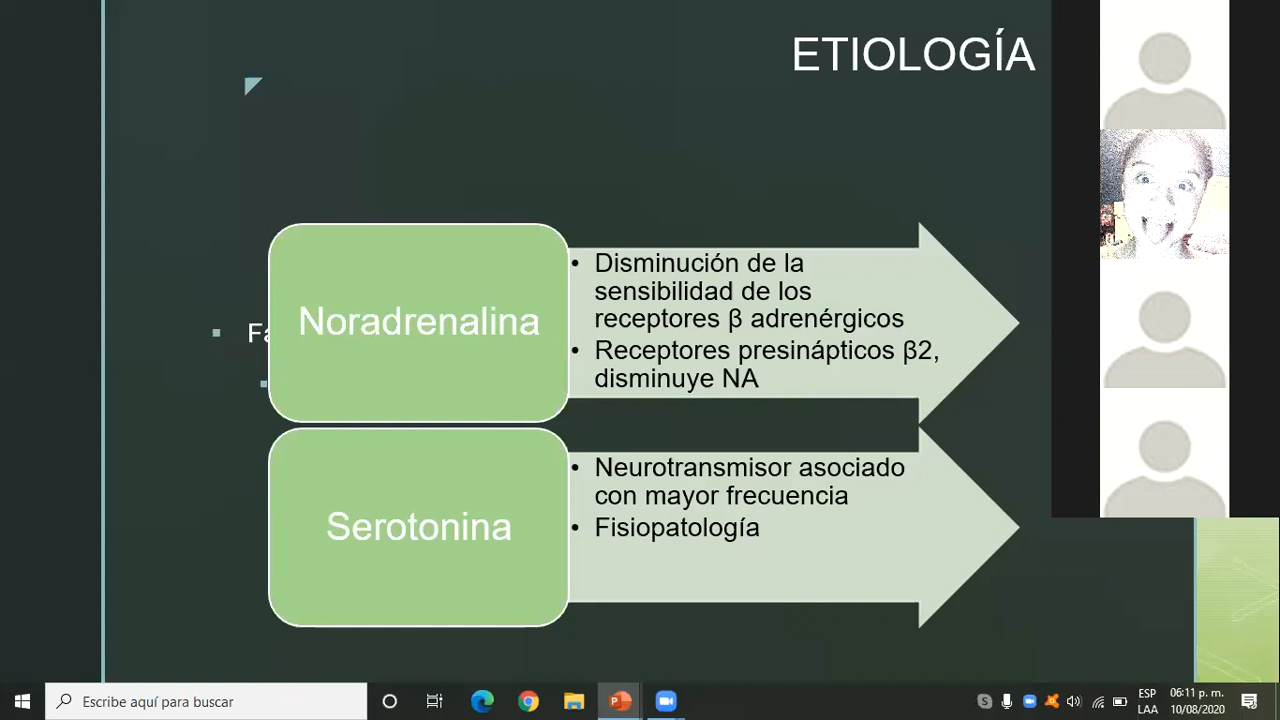 ETIOLOGÍA
Fa
Noradrenalina
• Disminución de la
sensibilidad de los
receptores β adrenérgicos
• Receptores presinápticos β2,
disminuye NA
Serotonina
• Neurotransmisor asociado
con mayor frecuencia
• Fisiopatología
Escribe aquí para buscar
ESP
LAA
06:11 p. m.
10/08/2020